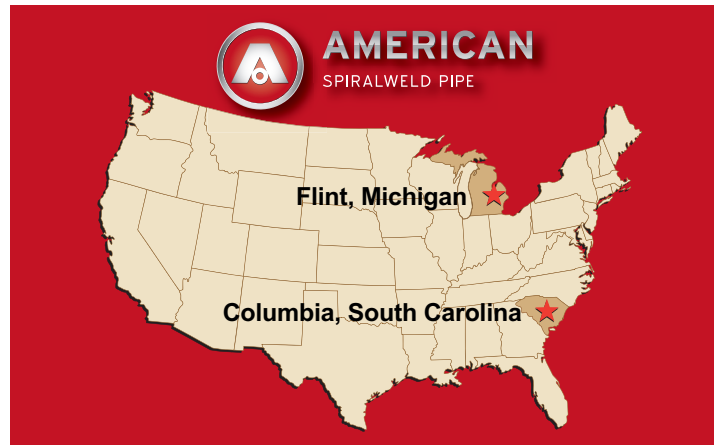 AMERICAN
SPIRALWELD PIPE
Flint, Michigan
Columbia, South Carolina